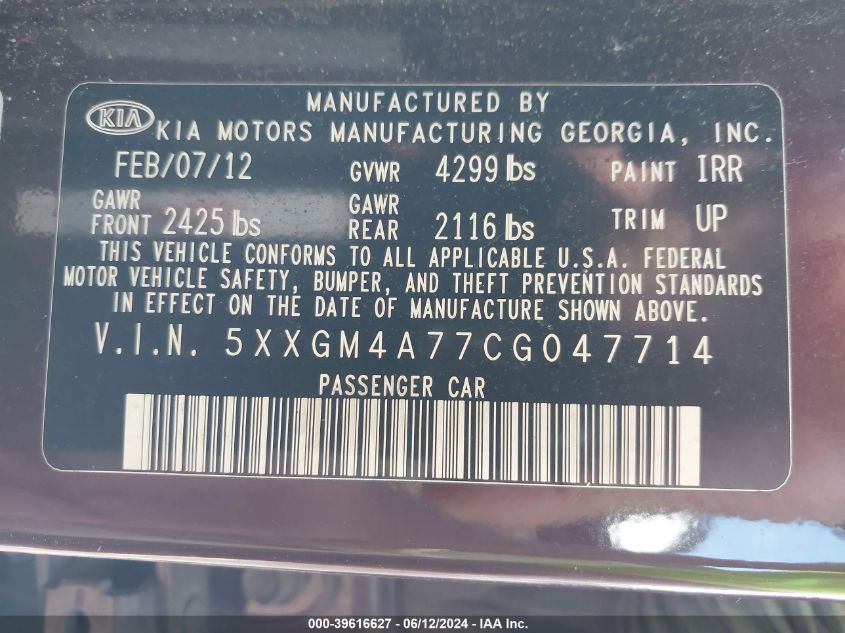 MANUFACTURED BY
KIA KIA MOTORS MANUFACTURING GEORGIA, INC.
FEB/07/12 GVWR 4299 lbs PAINT IRR
GAWR FRONT 2425 lbs GAWR REAR 2116 lbs TRIM UP
THIS VEHICLE CONFORMS TO ALL APPLICABLE U.S.A. FEDERAL
MOTOR VEHICLE SAFETY, BUMPER, AND THEFT PREVENTION STANDARDS
IN EFFECT ON THE DATE OF MANUFACTURE SHOWN ABOVE.
V.I.N. 5XXGM4A77CG047714
PASSENGER CAR
000-39616627 - 06/12/2024 - IAA Inc.